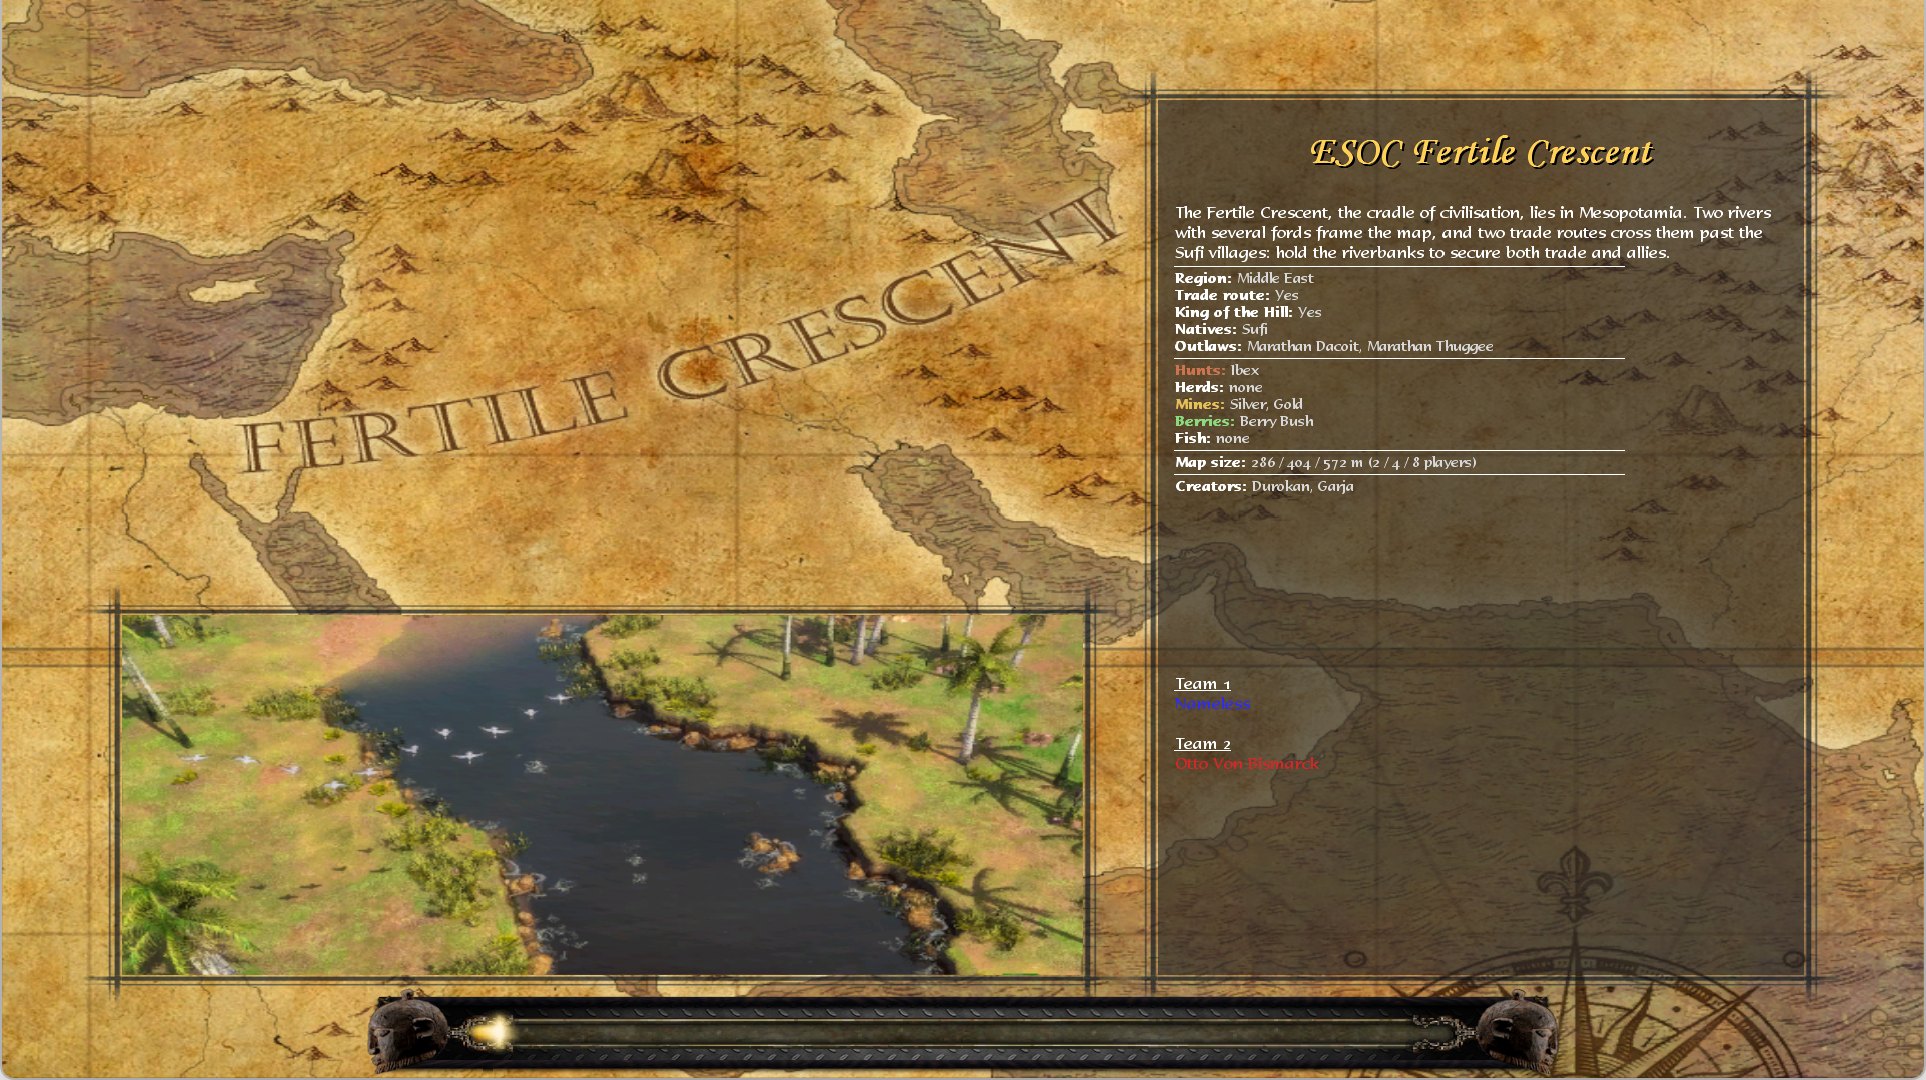 FERTILE CRESCENT
ESOC Fertile Crescent
The Fertile Crescent, the cradle of civilisation, lies in Mesopotamia. Two rivers
with several fords frame the map, and two trade routes cross them past the
Sufi villages: hold the riverbanks to secure both trade and allies.
Region: Middle East
Trade route: Yes
King of the Hill: Yes
Natives: Sufi
Outlaws: Marathan Dacoit, Marathan Thuggee
Hunts: Ibex
Herds: none
Mines: Silver, Gold
Berries: Berry Bush
Fish: none
Map size: 286 / 404 / 572 m (2 / 4 / 8 players)
Creators: Durokan, Garja
Team 1
Nameless
Team 2
Otto Von Bismarck